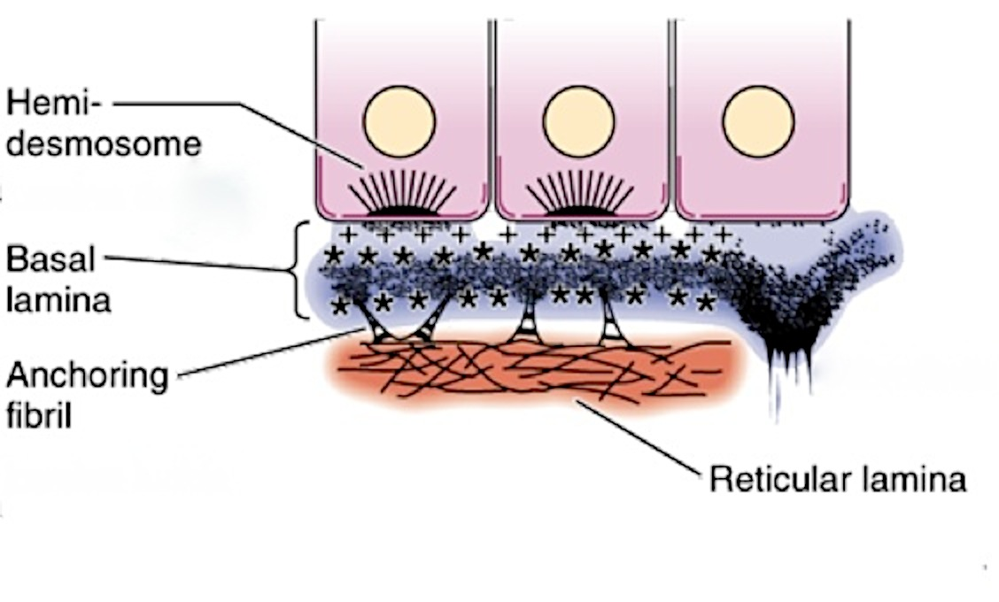 Hemi-
desmosome
Basal
lamina
Anchoring
fibril
Reticular lamina